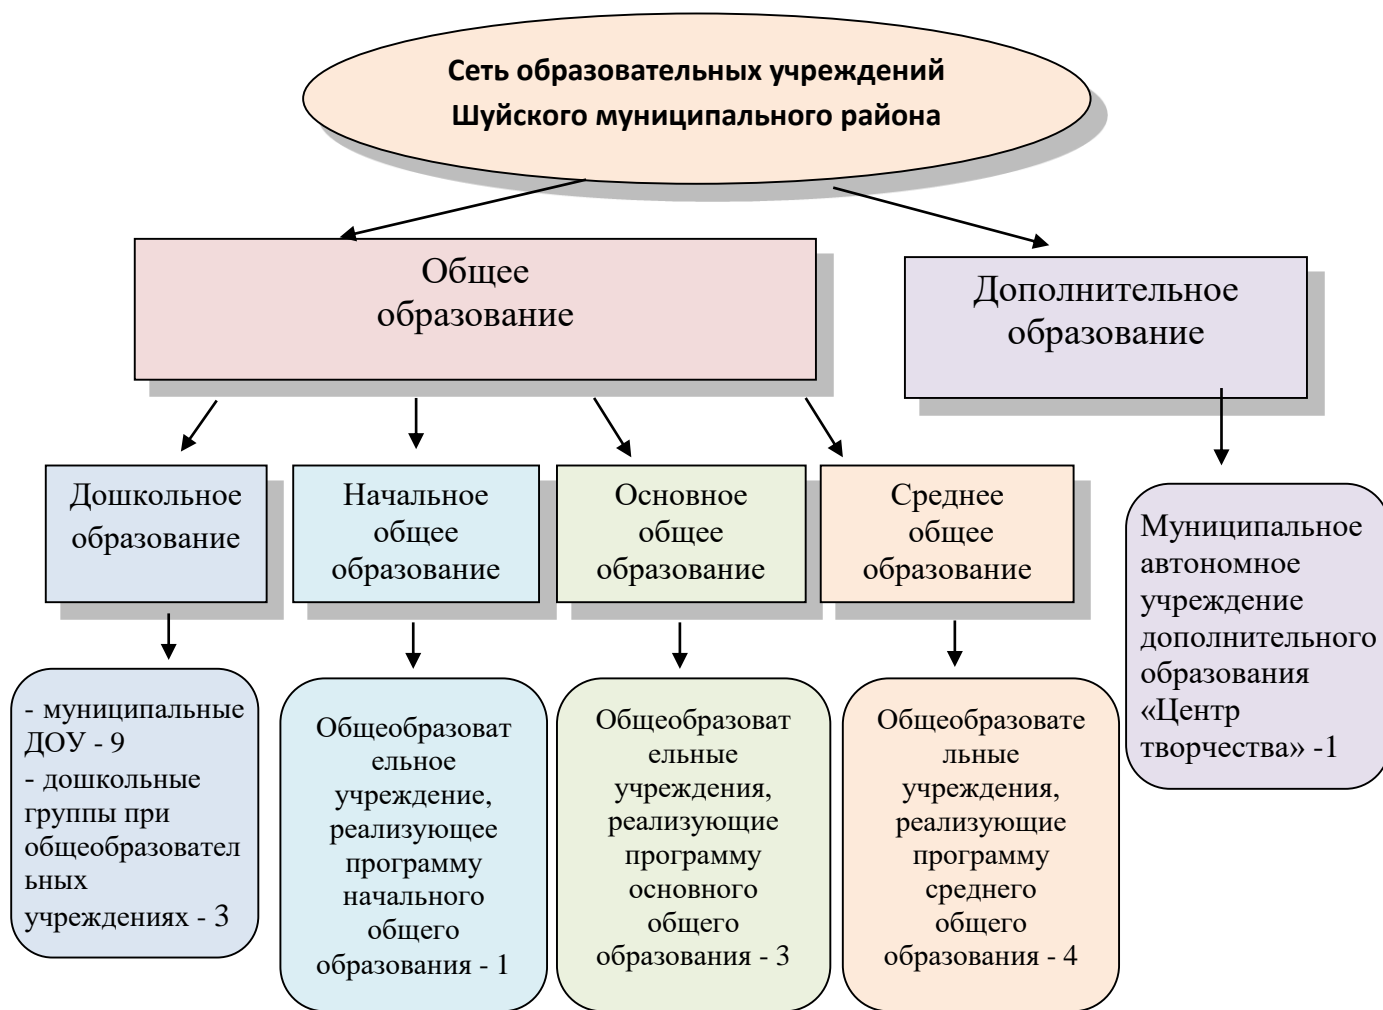 Сеть образовательных учреждений
Шуйского муниципального района
Общее
образование
Дополнительное
образование
Дошкольное
образование
Начальное
общее
образование
Основное
общее
образование
Среднее
общее
образование
Муниципальное
автономное
учреждение
дополнительного
образования
«Центр
творчества» -1
- муниципальные
ДОУ - 9
- дошкольные
группы при
общеобразовател
ьных
учреждениях - 3
Общеобразоват
ельное
учреждение,
реализующее
программу
начального
общего
образования - 1
Общеобразоват
ельные
учреждения,
реализующие
программу
основного
общего
образования - 3
Общеобразовате
льные
учреждения,
реализующие
программу
среднего
общего
образования - 4